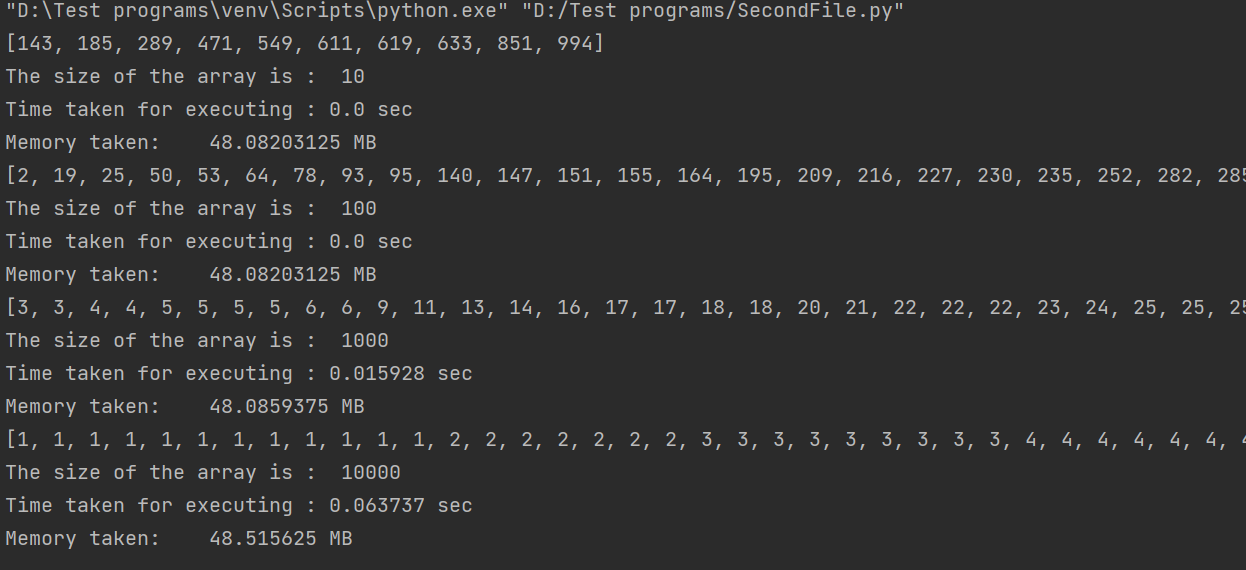 "D:\Test programs\venv\Scripts\python.exe" "D:/Test programs/SecondFile.py"
[143, 185, 289, 471, 549, 611, 619, 633, 851, 994]
The size of the array is :  10
Time taken for executing : 0.0 sec
Memory taken:    48.08203125 MB
[2, 19, 25, 50, 53, 64, 78, 93, 95, 140, 147, 151, 155, 164, 195, 209, 216, 227, 230, 235, 252, 282, 285
The size of the array is :  100
Time taken for executing : 0.0 sec
Memory taken:    48.08203125 MB
[3, 3, 4, 4, 5, 5, 5, 5, 6, 6, 9, 11, 13, 14, 16, 17, 17, 18, 18, 20, 21, 22, 22, 22, 23, 24, 25, 25, 25
The size of the array is :  1000
Time taken for executing : 0.015928 sec
Memory taken:    48.0859375 MB
[1, 1, 1, 1, 1, 1, 1, 1, 1, 1, 1, 1, 2, 2, 2, 2, 2, 2, 2, 3, 3, 3, 3, 3, 3, 3, 3, 3, 4, 4, 4, 4, 4, 4, 4
The size of the array is :  10000
Time taken for executing : 0.063737 sec
Memory taken:    48.515625 MB